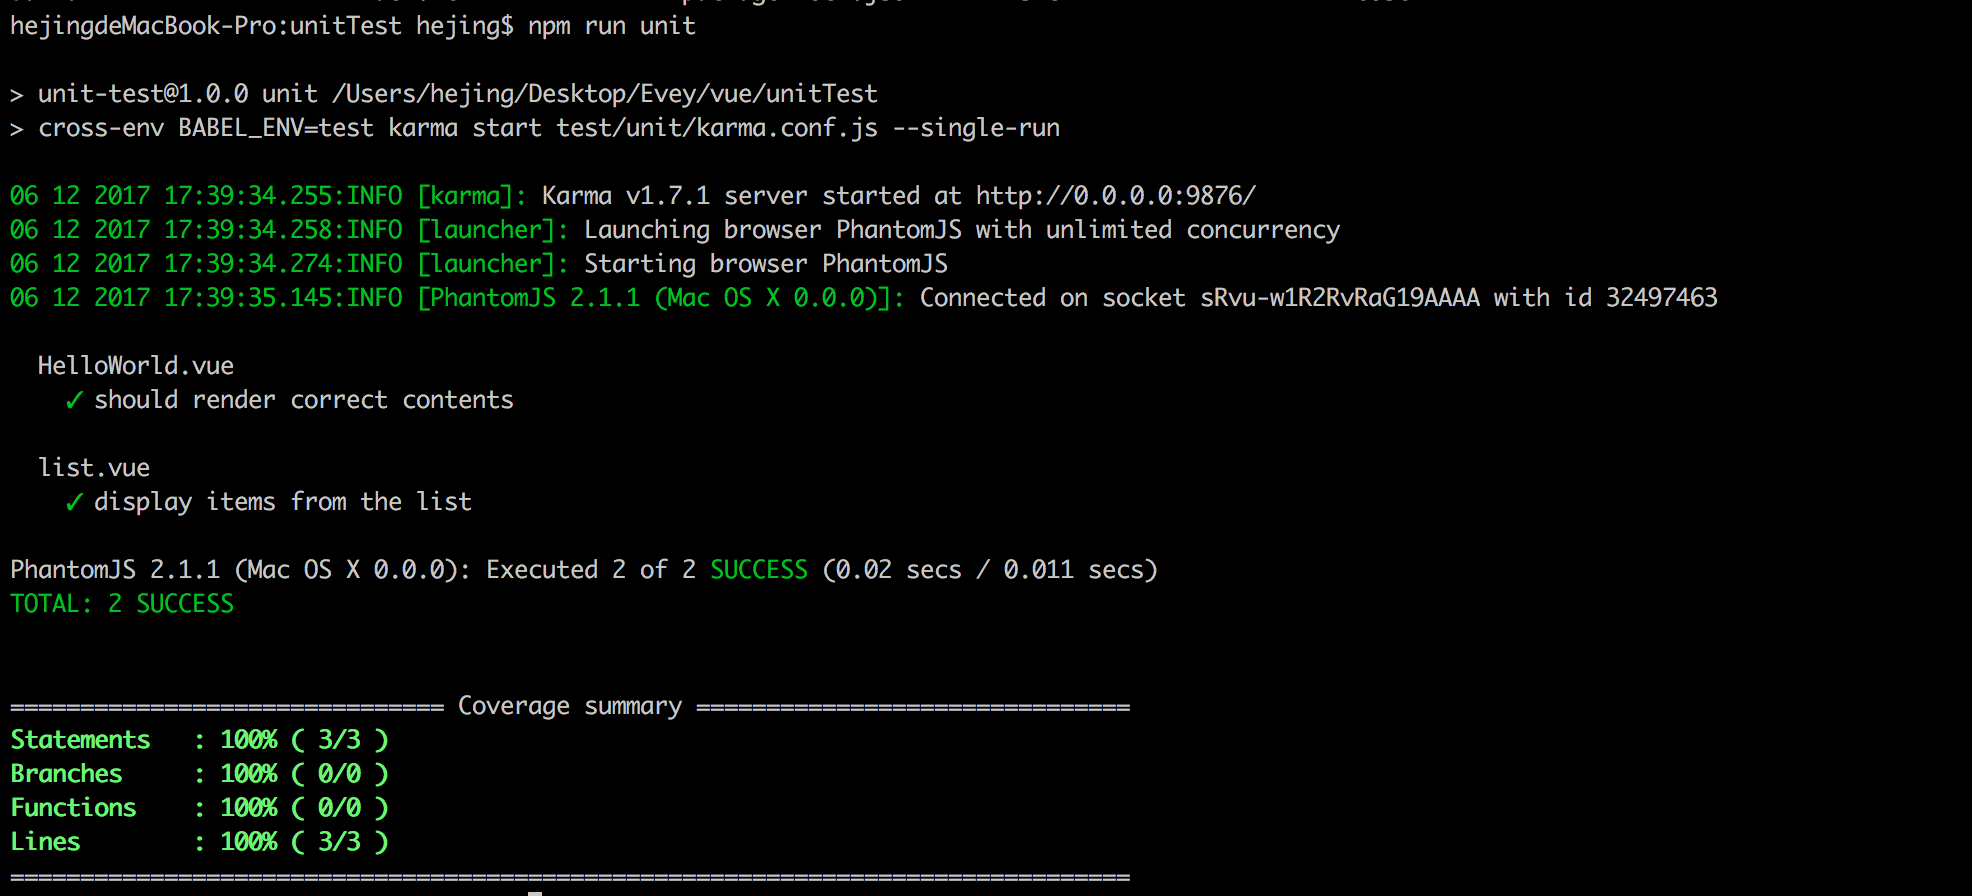 hejingdeMacBook-Pro:unitTest hejing$ npm run unit
> unit-test@1.0.0 unit /Users/hejing/Desktop/Evey/vue/unitTest
> cross-env BABEL_ENV=test karma start test/unit/karma.conf.js --single-run
06 12 2017 17:39:34.255:INFO [karma]: Karma v1.7.1 server started at http://0.0.0.0:9876/
06 12 2017 17:39:34.258:INFO [launcher]: Launching browser PhantomJS with unlimited concurrency
06 12 2017 17:39:34.274:INFO [launcher]: Starting browser PhantomJS
06 12 2017 17:39:35.145:INFO [PhantomJS 2.1.1 (Mac OS X 0.0.0)]: Connected on socket sRvu-w1R2RvRaG19AAAA with id 32497463
HelloWorld.vue
✓ should render correct contents
list.vue
✓ display items from the list
PhantomJS 2.1.1 (Mac OS X 0.0.0): Executed 2 of 2 SUCCESS (0.02 secs / 0.011 secs)
TOTAL: 2 SUCCESS
=============================== Coverage summary ===============================
Statements   : 100% ( 3/3 )
Branches     : 100% ( 0/0 )
Functions    : 100% ( 0/0 )
Lines        : 100% ( 3/3 )
================================================================================